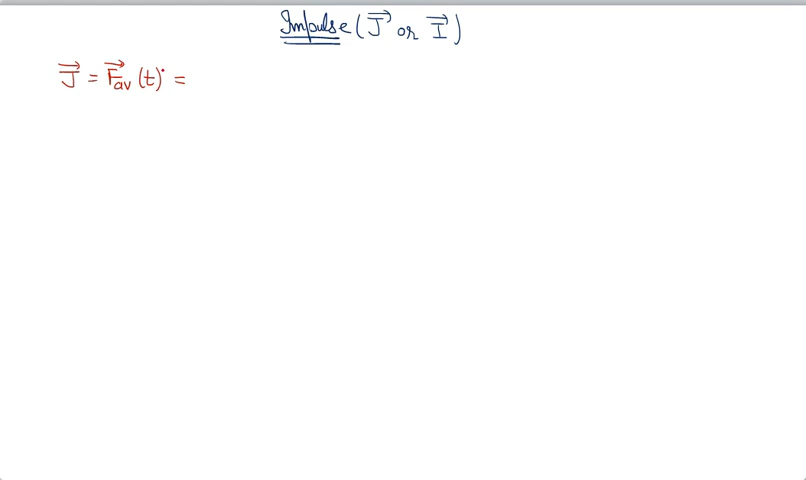 Impulse (J⃗ or I⃗)
J⃗ = F⃗av (t) =